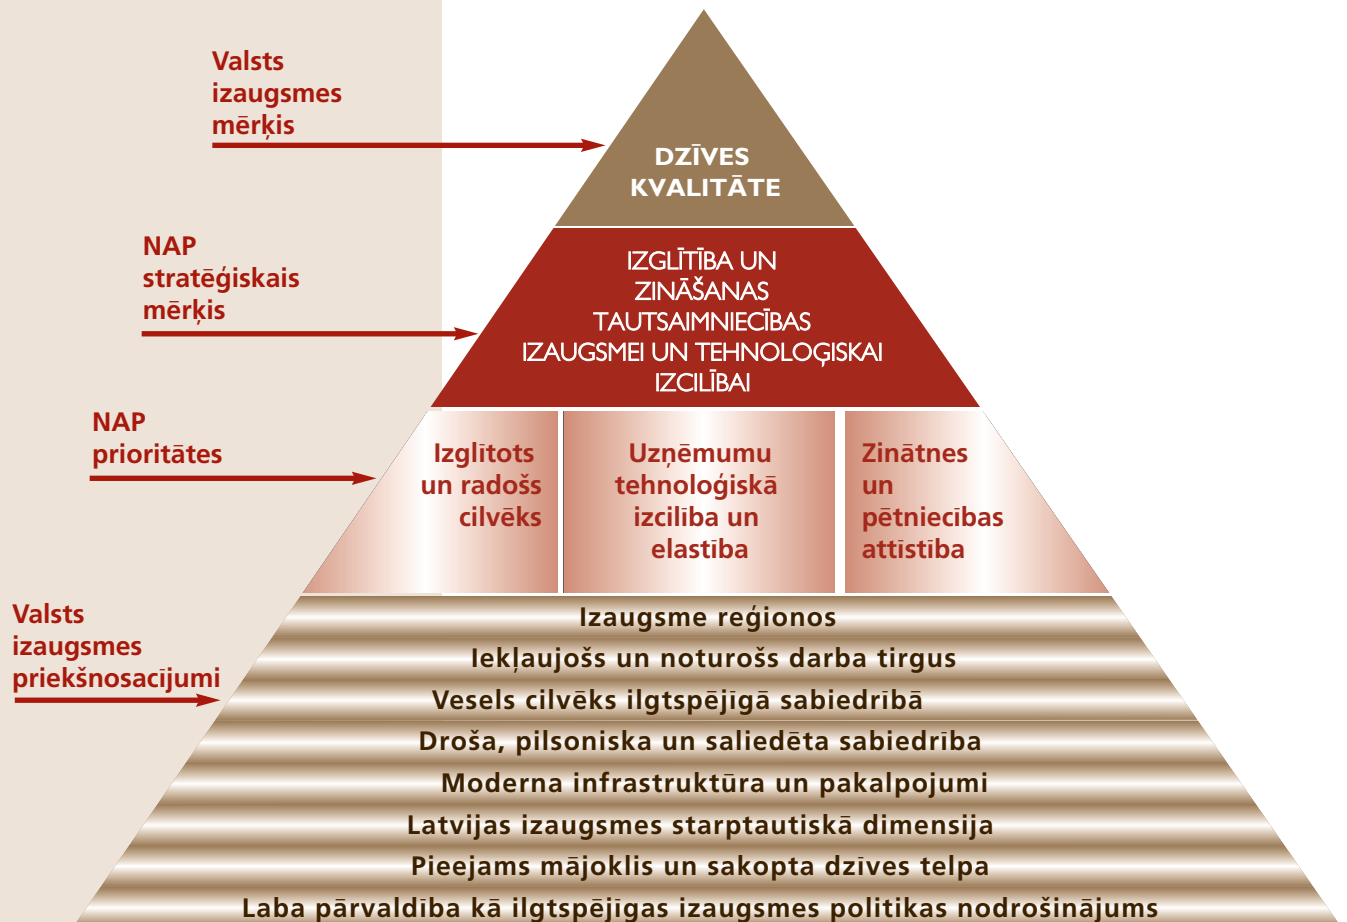 Valsts
izaugsmes
mērķis
DZĪVES
KVALITĀTE
NAP
stratēģiskais
mērķis
IZGLĪTĪBA UN
ZINĀŠANAS
TAUTSAIMNIECĪBAS
IZAUGSMEI UN TEHNOLOĢISKAI
IZCILĪBAI
NAP
prioritātes
Izglītots
un radošs
cilvēks
Uzņēmumu
tehnoloģiskā
izcilība un
elastība
Zinātnes
un
pētniecības
attīstība
Valsts
izaugsmes
priekšnosacījumi
Izaugsme reģionos
Iekļaujošs un noturošs darba tirgus
Vesels cilvēks ilgtspējīgā sabiedrībā
Droša, pilsoniska un saliedēta sabiedrība
Moderna infrastruktūra un pakalpojumi
Latvijas izaugsmes starptautiskā dimensija
Pieejams mājoklis un sakopta dzīves telpa
Laba pārvaldība kā ilgtspējīgas izaugsmes politikas nodrošinājums